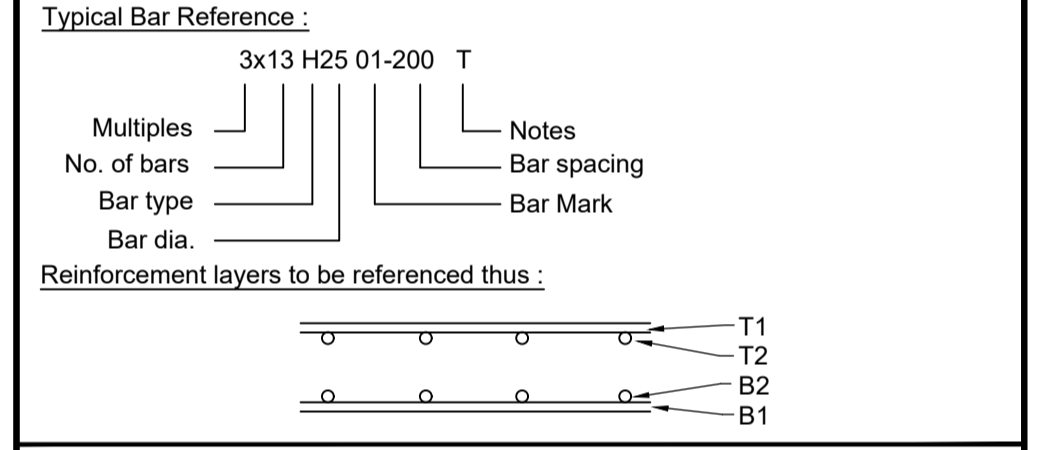 Typical Bar Reference :
3x13 H25 01-200 T
Multiples
No. of bars
Bar type
Bar dia.
Notes
Bar spacing
Bar Mark
Reinforcement layers to be referenced thus :
T1
T2
B2
B1